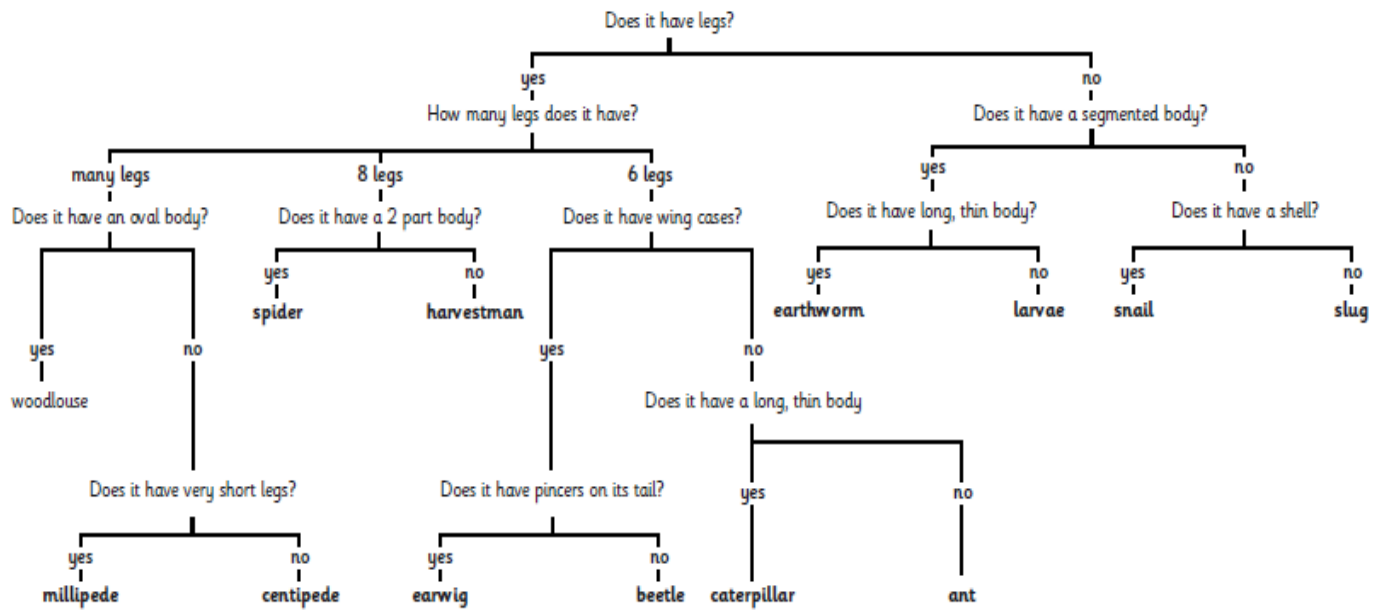 Does it have legs?
yes
no
How many legs does it have?
Does it have a segmented body?
many legs
8 legs
6 legs
yes
no
Does it have an oval body?
Does it have a 2 part body?
Does it have wing cases?
Does it have long, thin body?
Does it have a shell?
yes
no
yes
no
yes
no
spider
harvestman
earthworm
larvae
snail
slug
yes
no
yes
no
woodlouse
Does it have a long, thin body
Does it have very short legs?
Does it have pincers on its tail?
yes
no
yes
no
yes
no
millipede
centipede
earwig
beetle
caterpillar
ant